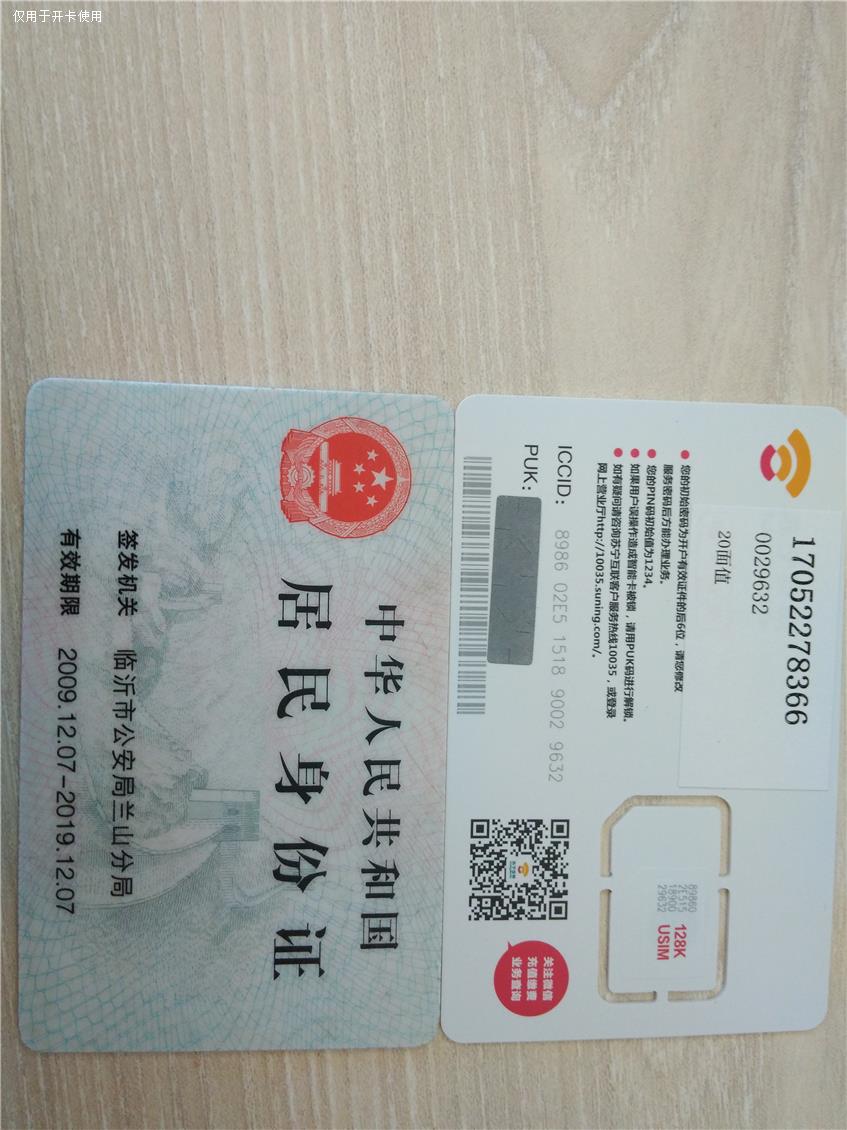 仅用于开卡使用
中华人民共和国
居民身份证
签发机关 临沂市公安局兰山分局
有效期限 2009.12.07-2019.12.07
17052278366
0029632
20面值
您的初始密码为开户有效证件的后6位，请您修改
服务密码后方能办理业务。
您的PIN码初始值为1234。
如果用户误操作造成智能卡被锁，请用PUK码进行解锁。
如有疑问请咨询苏宁互联客户服务热线10035，或登录
网上营业厅http://10035.suning.com/。
ICCID: 8986 02E5 1518 9002 9632
PUK:
89860
2E515
18900
29632
128K
USIM
关注微信
充值缴费
业务查询